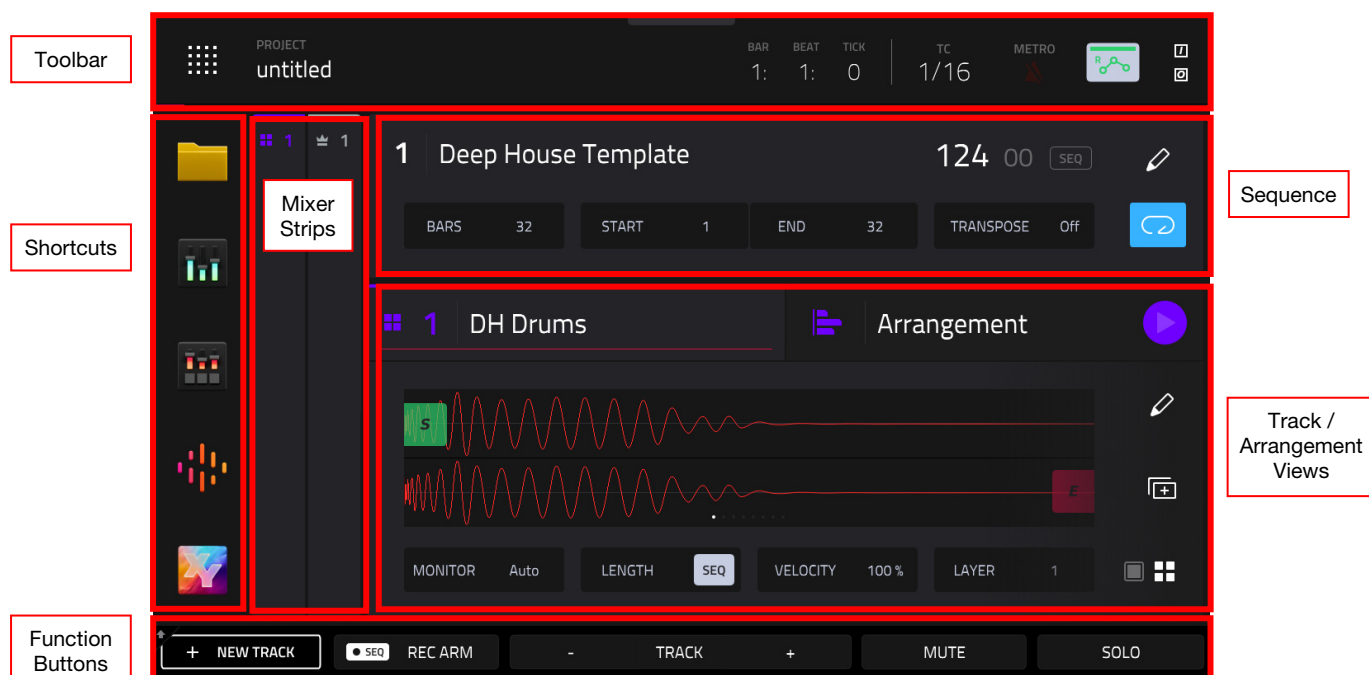 Toolbar
PROJECT
untitled
BAR BEAT TICK
1: 1: 0
TC
1/16
METRO
R
I
O
Shortcuts
1
1
Mixer
Strips
1 Deep House Template 124 00 SEQ
BARS 32 START 1 END 32 TRANSPOSE Off
Sequence
1 DH Drums Arrangement
S
E
MONITOR Auto LENGTH SEQ VELOCITY 100 % LAYER 1
Track /
Arrangement
Views
XY
Function
Buttons
+ NEW TRACK SEQ REC ARM - TRACK + MUTE SOLO